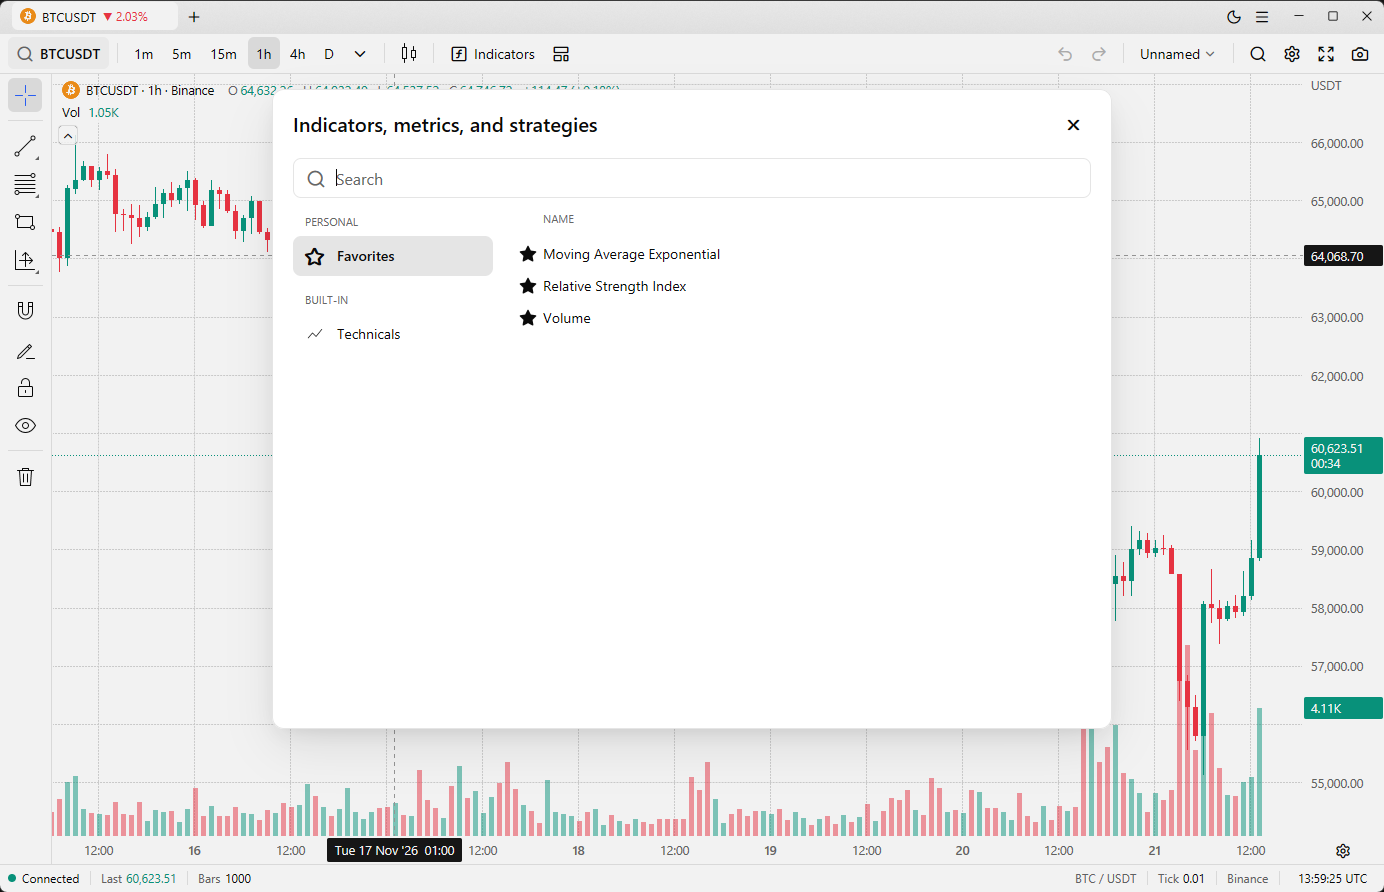 BTCUSDT ▼ 2.03%
BTCUSDT 1m 5m 15m 1h 4h D Indicators Unnamed
BTCUSDT · 1h · Binance O 64,632.26
Vol 1.05K
USDT
Indicators, metrics, and strategies
Search
PERSONAL
Favorites
BUILT-IN
Technicals
NAME
Moving Average Exponential
Relative Strength Index
Volume
66,000.00
65,000.00
64,068.70
63,000.00
62,000.00
60,623.51
00:34
60,000.00
59,000.00
58,000.00
57,000.00
4.11K
55,000.00
12:00 16 12:00 Tue 17 Nov '26 01:00 12:00 18 12:00 19 12:00 20 12:00 21 12:00
Connected Last 60,623.51 Bars 1000 BTC / USDT Tick 0.01 Binance 13:59:25 UTC